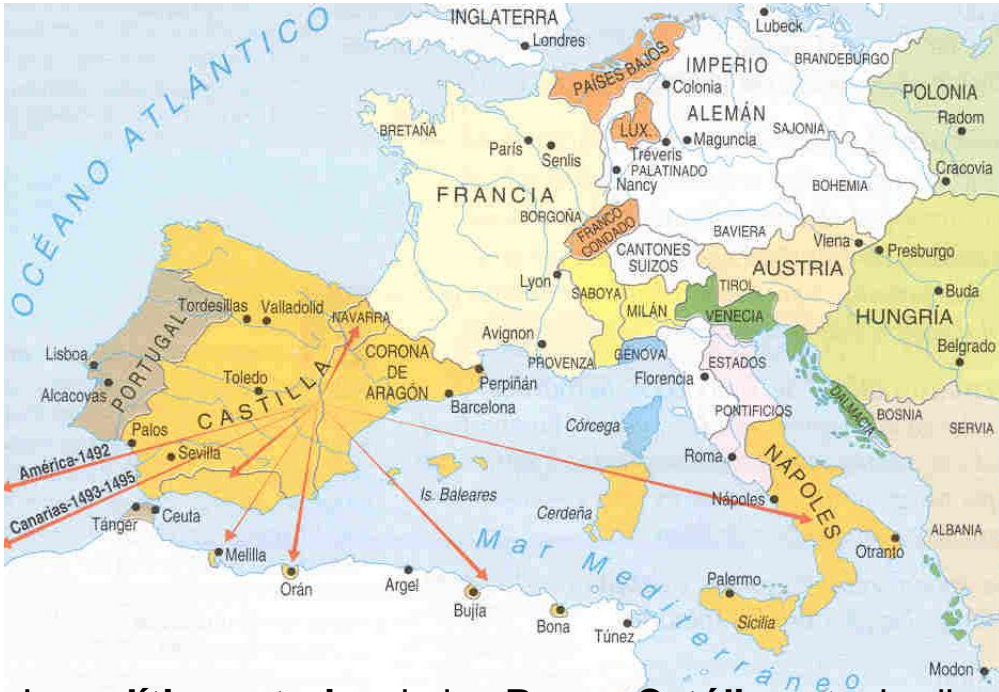 INGLATERRA
Londres
Lubeck
OCÉANO ATLÁNTICO
PAÍSES BAJOS
IMPERIO
ALEMÁN
BRANDEBURGO
Colonia
POLONIA
Radom
BRETAÑA
París
Senlis
LUX.
Maguncia
SAJONIA
Tréveris
PALATINADO
Nancy
Cracovia
BOHEMIA
FRANCIA
BORGOÑA
FRANCO
CONDADO
BAVIERA
Viena
Presburgo
CANTONES
SUIZOS
AUSTRIA
Lyon
SABOYA
MILÁN
TIROL
VENECIA
Buda
HUNGRÍA
Tordesillas
Valladolid
NAVARRA
Avignon
PROVENZA
GENOVA
ESTADOS
PONTIFICIOS
Belgrado
Lisboa
PORTUGAL
Alcacovas
Toledo
CASTILLA
CORONA
DE
ARAGÓN
Perpiñán
Barcelona
Florencia
DALMACIA
BOSNIA
SERVIA
Córcega
Palos
Sevilla
América-1492
Canarias-1493-1495
Roma
NÁPOLES
Nápoles
Is. Baleares
Cerdeña
Tánger
Ceuta
ALBANIA
Otranto
Melilla
Orán
Argel
Bujía
Bona
Túnez
Mar Mediterráneo
Palermo
Sicilia
Modon